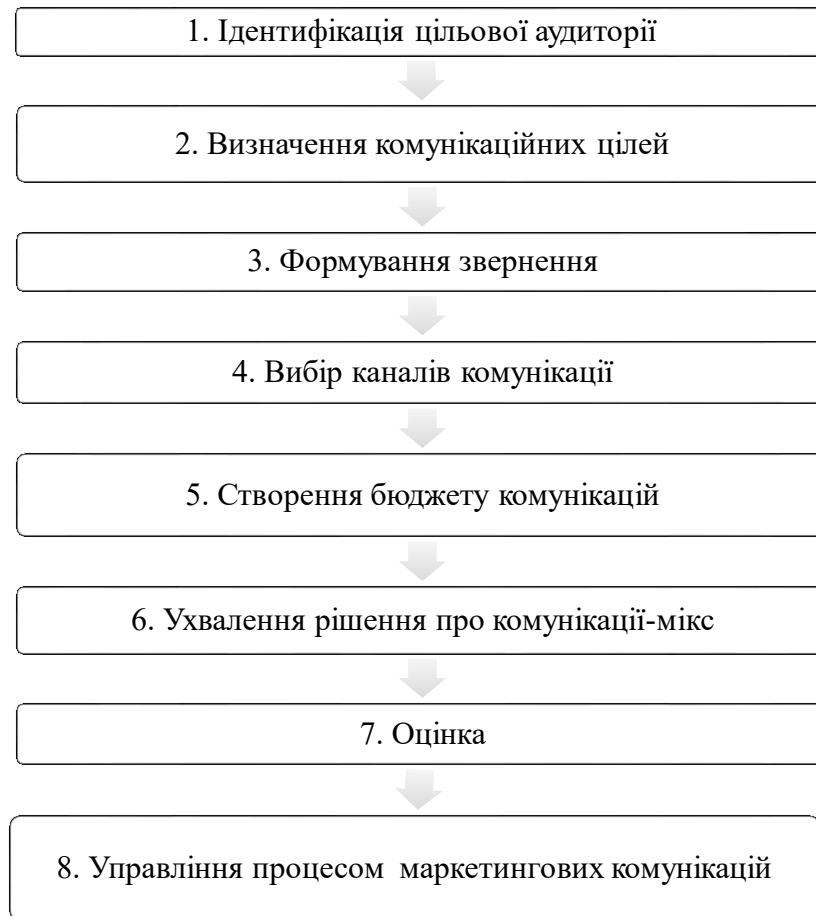 1. Ідентифікація цільової аудиторії
2. Визначення комунікаційних цілей
3. Формування звернення
4. Вибір каналів комунікації
5. Створення бюджету комунікацій
6. Ухвалення рішення про комунікації-мікс
7. Оцінка
8. Управління процесом маркетингових комунікацій